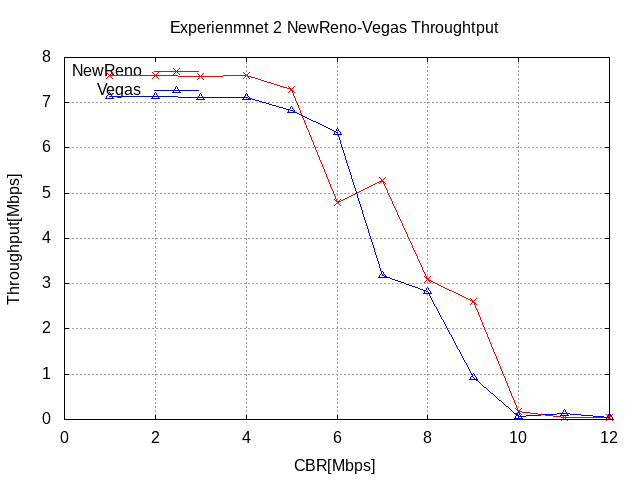 Experienmnet 2 NewReno-Vegas Throughtput
NewReno
Vegas
Throughput[Mbps]
8
7
6
5
4
3
2
1
0
0 2 4 6 8 10 12
CBR[Mbps]